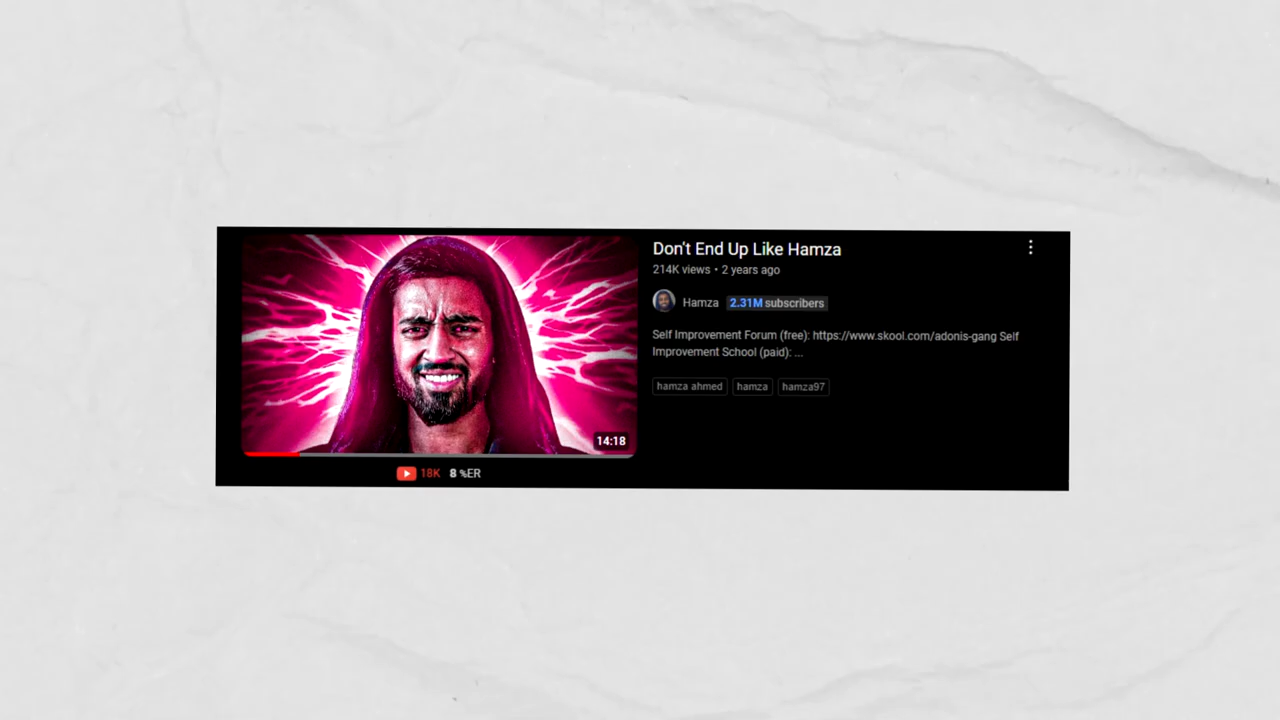 Don't End Up Like Hamza
214K views • 2 years ago
Hamza 2.31M subscribers
Self Improvement Forum (free): https://www.skool.com/adonis-gang Self
Improvement School (paid): ...
hamza ahmed hamza hamza97
14:18
18K 8 %ER